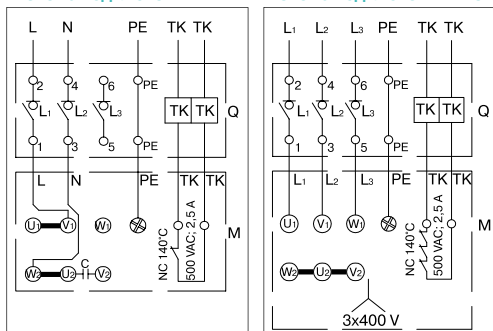 L N PE TK TK
2 4 6 PE TK TK Q
L1 L2 L3
1 3 5 PE
L N PE TK TK
U1 V1 W1 M
NC 140°C
500 VAC; 2,5 A
C
W2 U2 V2
L1 L2 L3 PE TK TK
2 4 6 PE TK TK Q
L1 L2 L3
1 3 5 PE
L1 L2 L3 PE TK TK
U1 V1 W1 M
NC 140°C
500 VAC; 2,5 A
W2 U2 V2
3x400 V